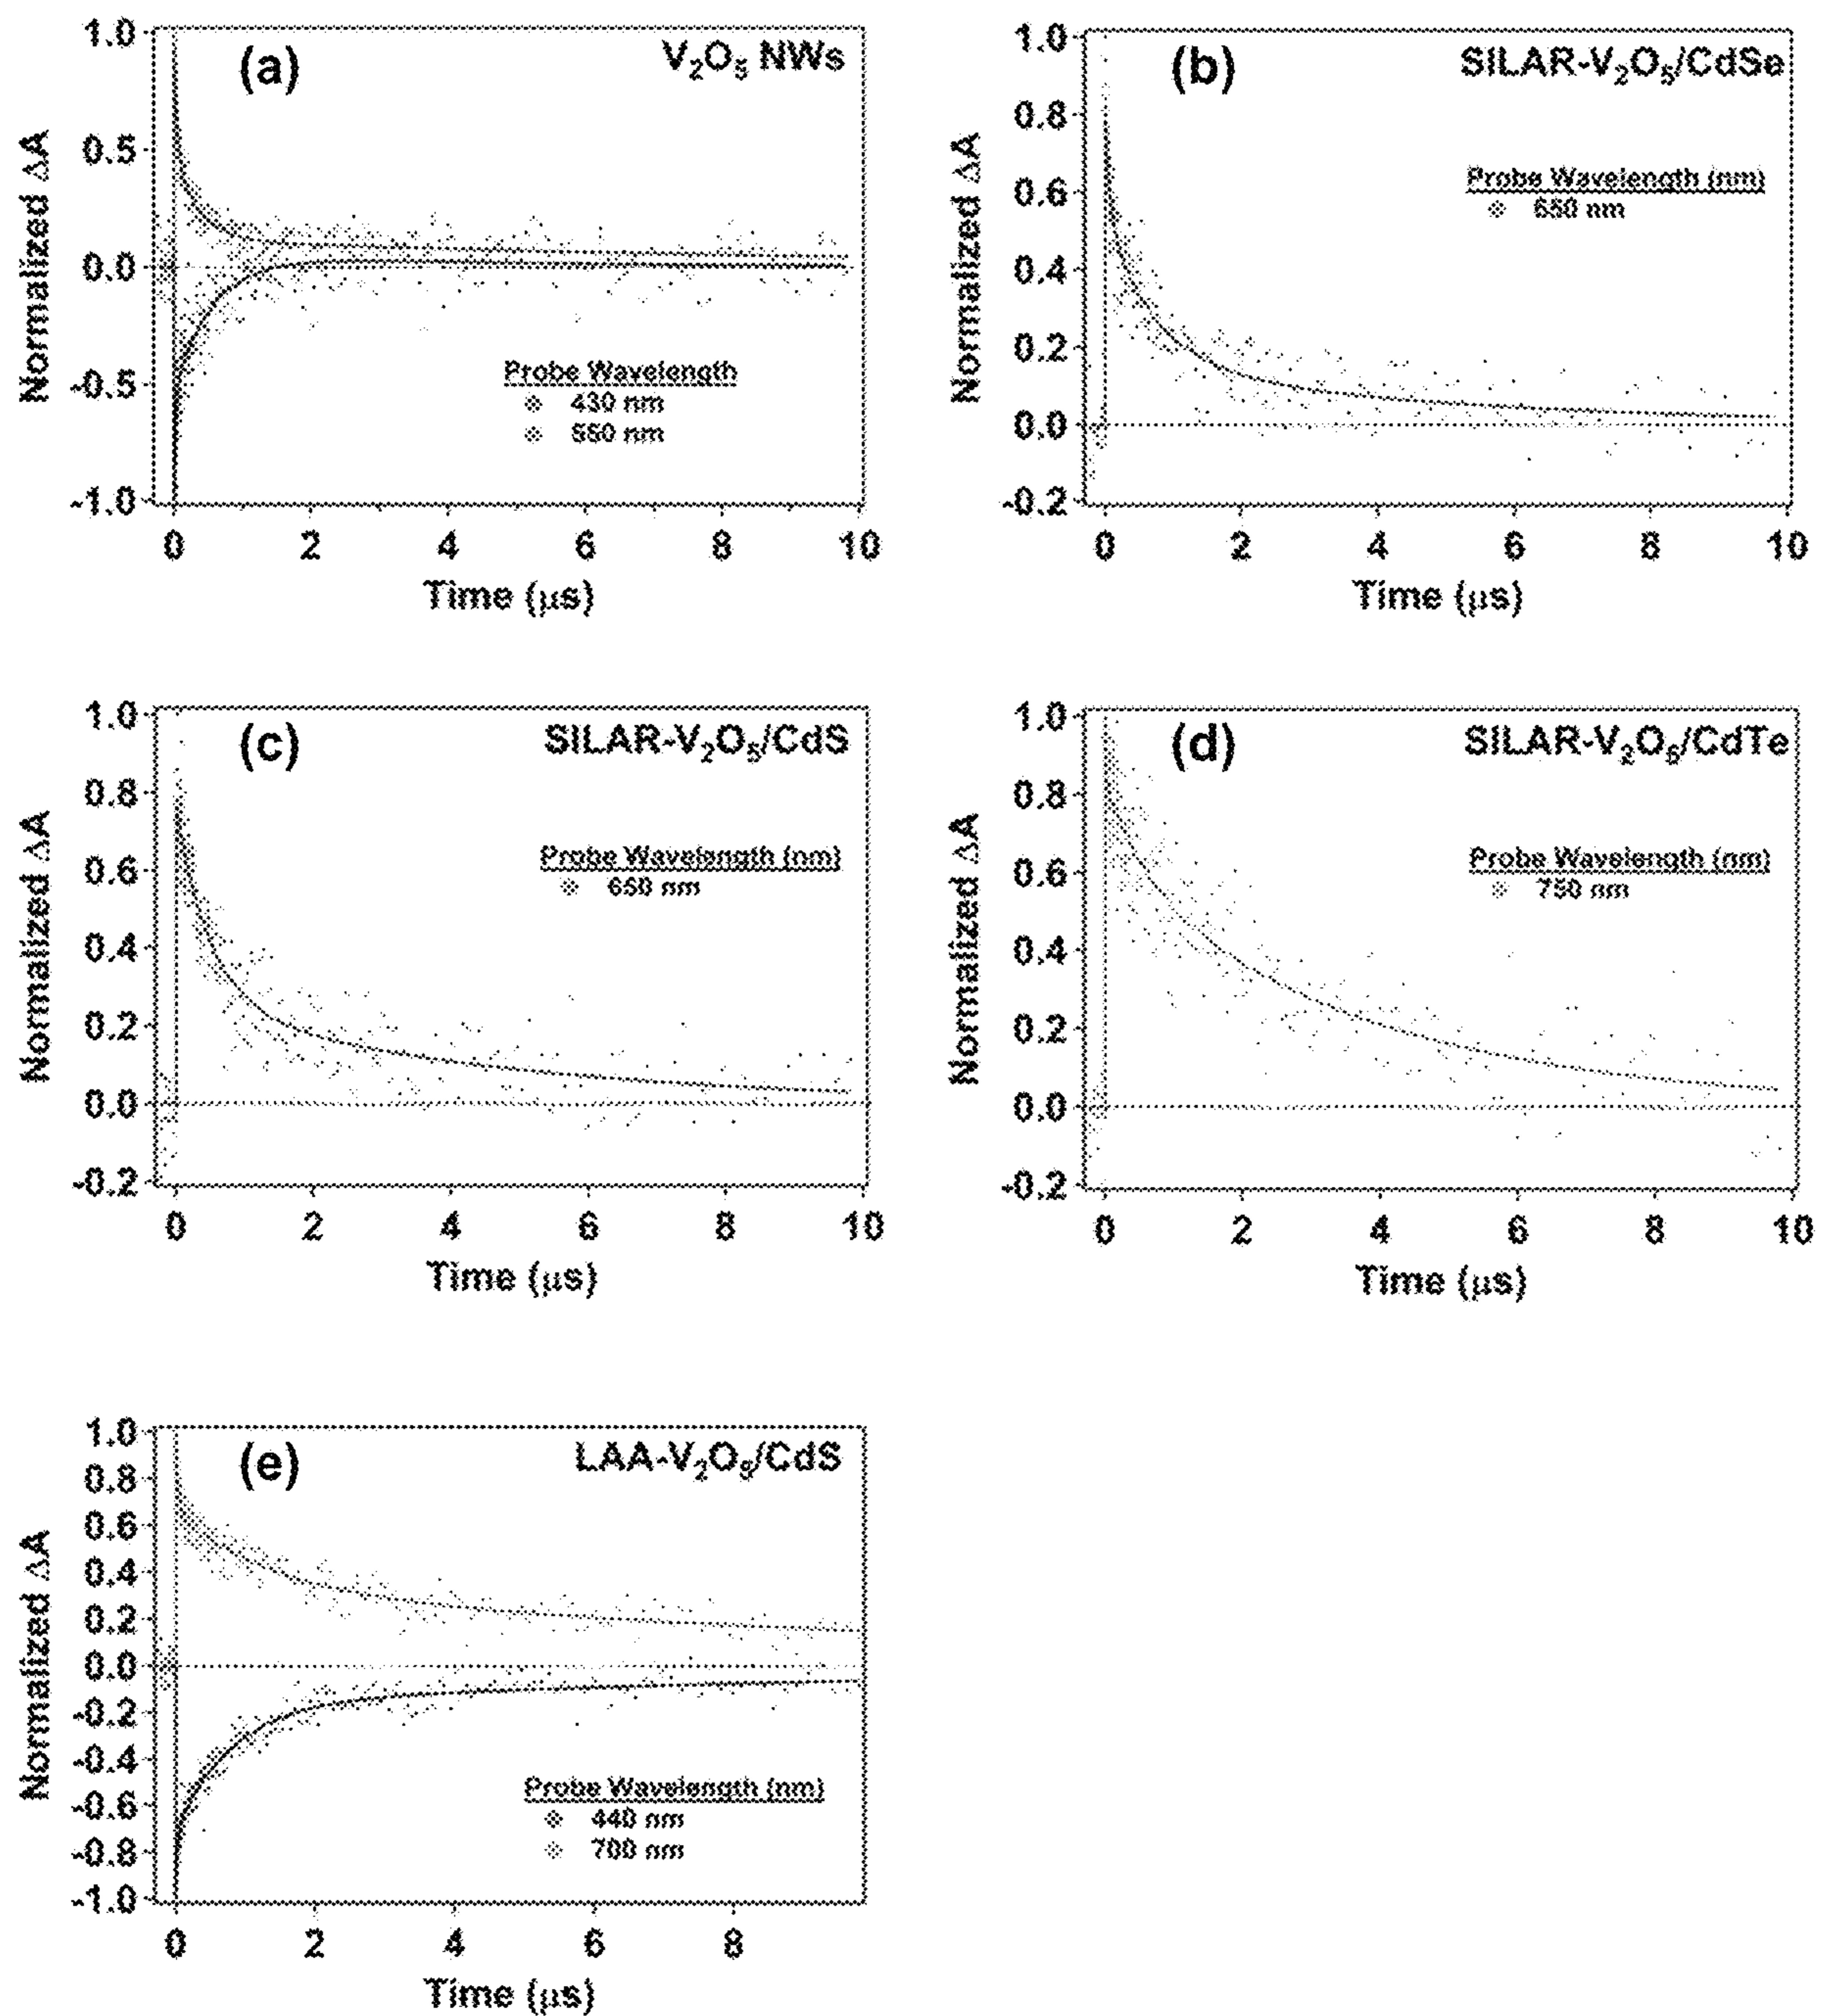 (a)
V₂O₅ NWs
Normalized ΔA
1.0
0.5
0.0
-0.5
-1.0
Probe Wavelength
430 nm
550 nm
0 2 4 6 8 10
Time (μs)
(b)
SILAR-V₂O₅/CdSe
Normalized ΔA
1.0
0.8
0.6
0.4
0.2
0.0
-0.2
Probe Wavelength (nm)
650 nm
0 2 4 6 8 10
Time (μs)
(c)
SILAR-V₂O₅/CdS
Normalized ΔA
1.0
0.8
0.6
0.4
0.2
0.0
-0.2
Probe Wavelength (nm)
650 nm
0 2 4 6 8 10
Time (μs)
(d)
SILAR-V₂O₅/CdTe
Normalized ΔA
1.0
0.8
0.6
0.4
0.2
0.0
-0.2
Probe Wavelength (nm)
750 nm
0 2 4 6 8 10
Time (μs)
(e)
LAA-V₂O₅/CdS
Normalized ΔA
1.0
0.8
0.6
0.4
0.2
0.0
-0.2
-0.4
-0.6
-0.8
-1.0
Probe Wavelength (nm)
440 nm
700 nm
0 2 4 6 8
Time (μs)